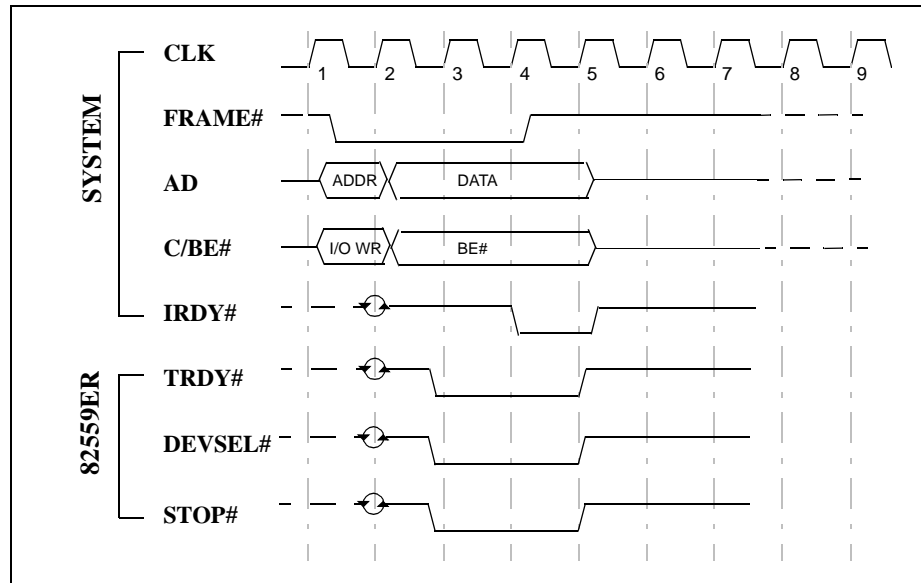 SYSTEM
CLK
1 2 3 4 5 6 7 8 9
FRAME#
AD
ADDR DATA
C/BE#
I/O WR BE#
IRDY#
82559ER
TRDY#
DEVSEL#
STOP#